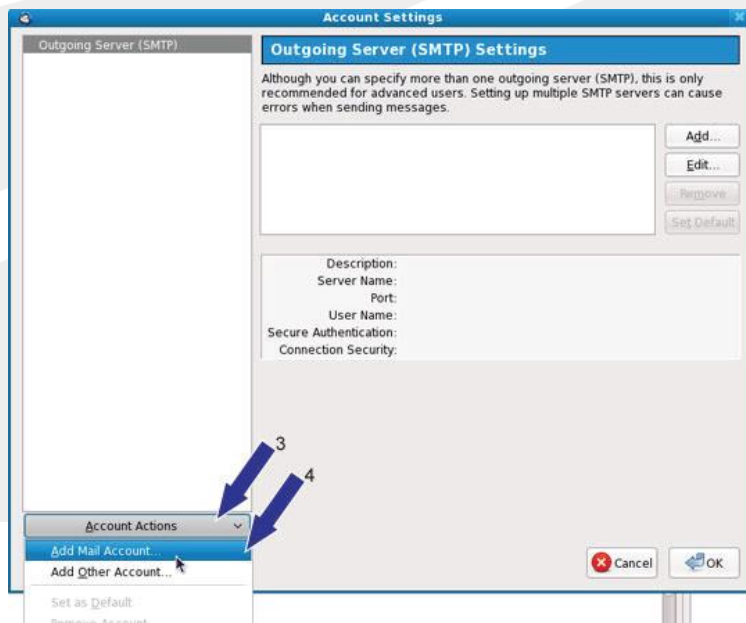 Account Settings
Outgoing Server (SMTP)
Outgoing Server (SMTP) Settings
Although you can specify more than one outgoing server (SMTP), this is only
recommended for advanced users. Setting up multiple SMTP servers can cause
errors when sending messages.
Add...
Edit...
Remove
Set Default
Description:
Server Name:
Port:
User Name:
Secure Authentication:
Connection Security:
3
4
Account Actions
Add Mail Account...
Add Other Account...
Cancel
OK
Set as Default
Remove Account